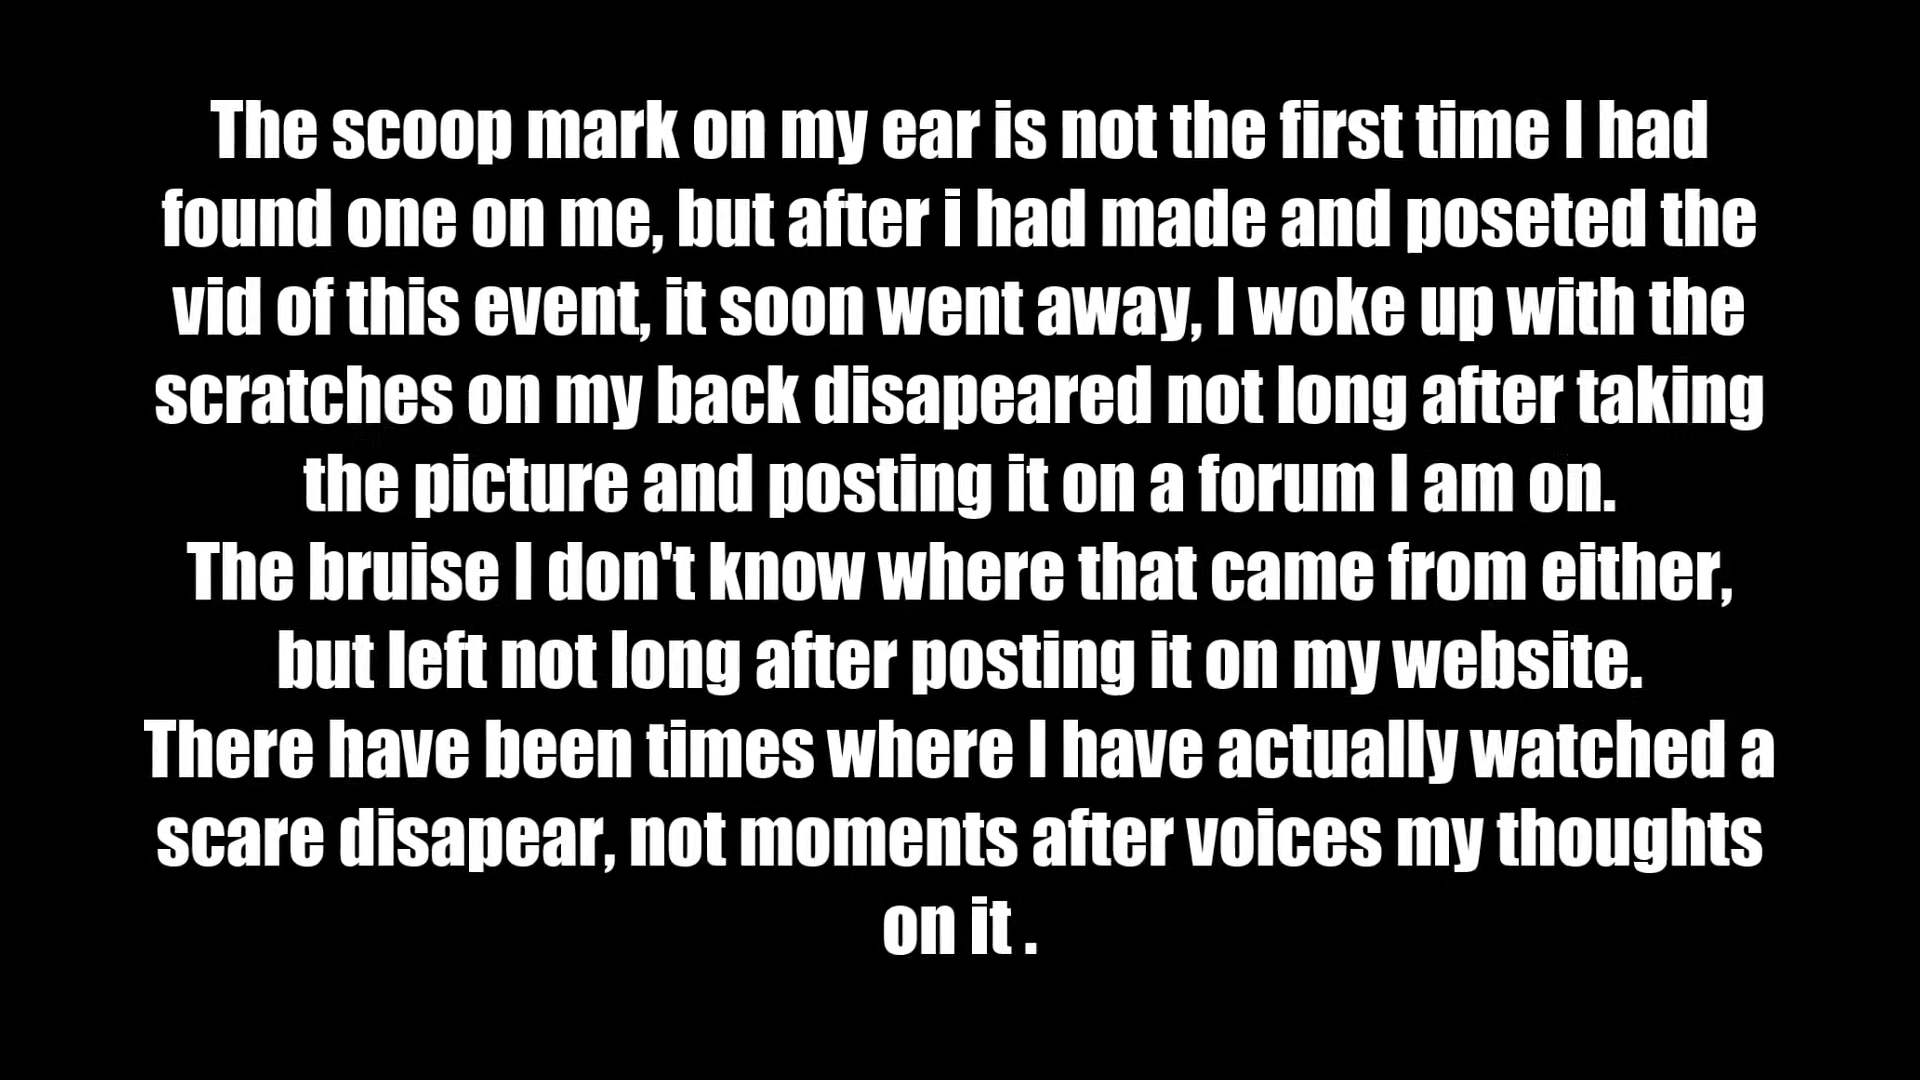 The scoop mark on my ear is not the first time I had
found one on me, but after i had made and poseted the
vid of this event, it soon went away, I woke up with the
scratches on my back disapeared not long after taking
the picture and posting it on a forum I am on.
The bruise I don't know where that came from either,
but left not long after posting it on my website.
There have been times where I have actually watched a
scare disapear, not moments after voices my thoughts
on it .